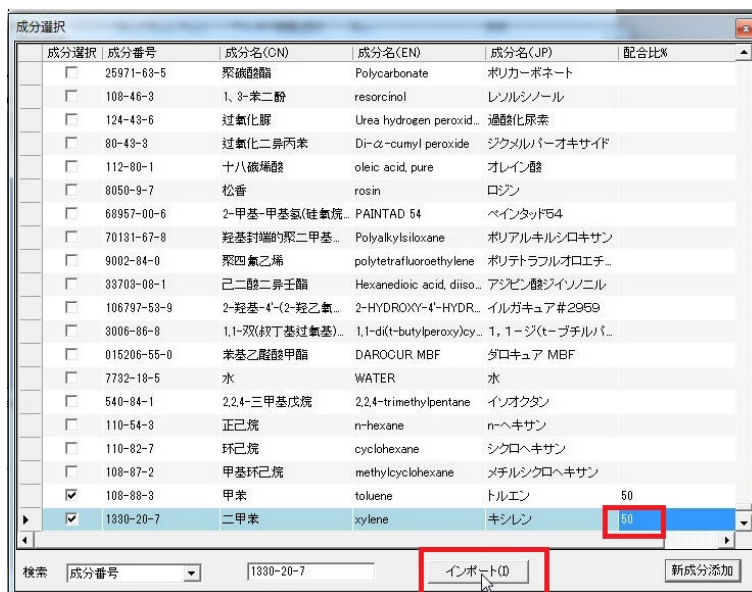 成分選択
成分選択 成分番号 成分名(CN) 成分名(EN) 成分名(JP) 配合比%
25971-63-5 聚碳酸酯 Polycarbonate ポリカーボネート
108-46-3 1、3-苯二酚 resorcinol レソルシノール
124-43-6 过氧化脲 Urea hydrogen peroxid... 過酸化尿素
80-43-3 过氧化二异丙苯 Di-α-cumyl peroxide ジクメルパーオキサイド
112-80-1 十八碳烯酸 oleic acid, pure オレイン酸
8050-9-7 松香 rosin ロジン
68957-00-6 2-甲基-甲基氨(硅氧烷... PAINTAD 54 ペインタッド54
70131-67-8 羟基封端的聚二甲基... Polyalkylsiloxane ポリアルキルシロキサン
9002-84-0 聚四氟乙烯 polytetrafluoroethylene ポリテトラフルオロエチ...
33703-08-1 己二酸二异壬酯 Hexanedioic acid, diiso... アジピン酸ジイソノニル
106797-53-9 2-羟基-4'-(2-羟乙氧... 2-HYDROXY-4'-HYDR... イルガキュア#2959
3006-86-8 1,1-双(叔丁基过氧基)... 1,1-di(t-butylperoxy)cy... 1，1－ジ(t－ブチルパ...
015206-55-0 苯基乙醛酸甲酯 DAROCUR MBF ダロキュア MBF
7732-18-5 水 WATER 水
540-84-1 2,2,4-三甲基戊烷 2,2,4-trimethylpentane イソオクタン
110-54-3 正己烷 n-hexane n-ヘキサン
110-82-7 环己烷 cyclohexane シクロヘキサン
108-87-2 甲基环己烷 methylcyclohexane メチルシクロヘキサン
108-88-3 甲苯 toluene トルエン 50
1330-20-7 二甲苯 xylene キシレン 50
検索 成分番号 1330-20-7 インポート(I) 新成分添加